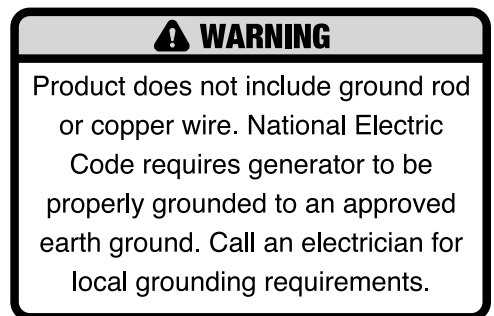 WARNING
Product does not include ground rod
or copper wire. National Electric
Code requires generator to be
properly grounded to an approved
earth ground. Call an electrician for
local grounding requirements.